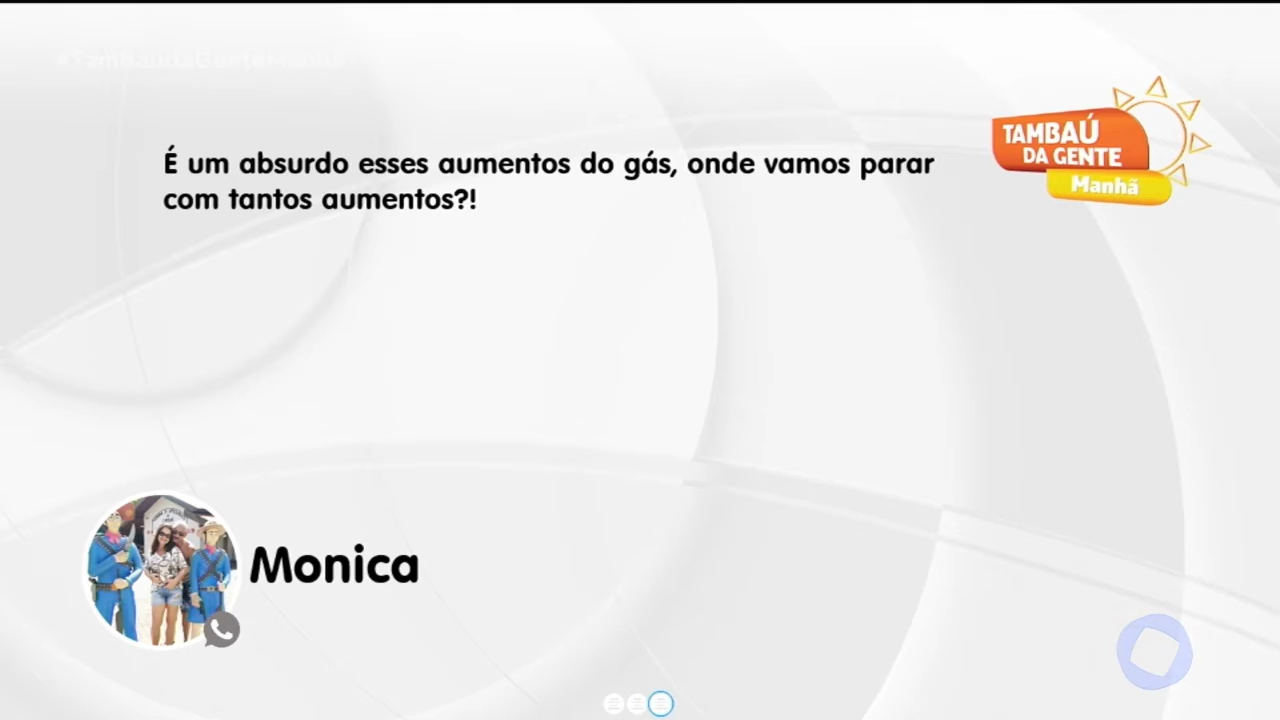 TAMBAÚ
DA GENTE
Manhã
É um absurdo esses aumentos do gás, onde vamos parar
com tantos aumentos?!
Monica